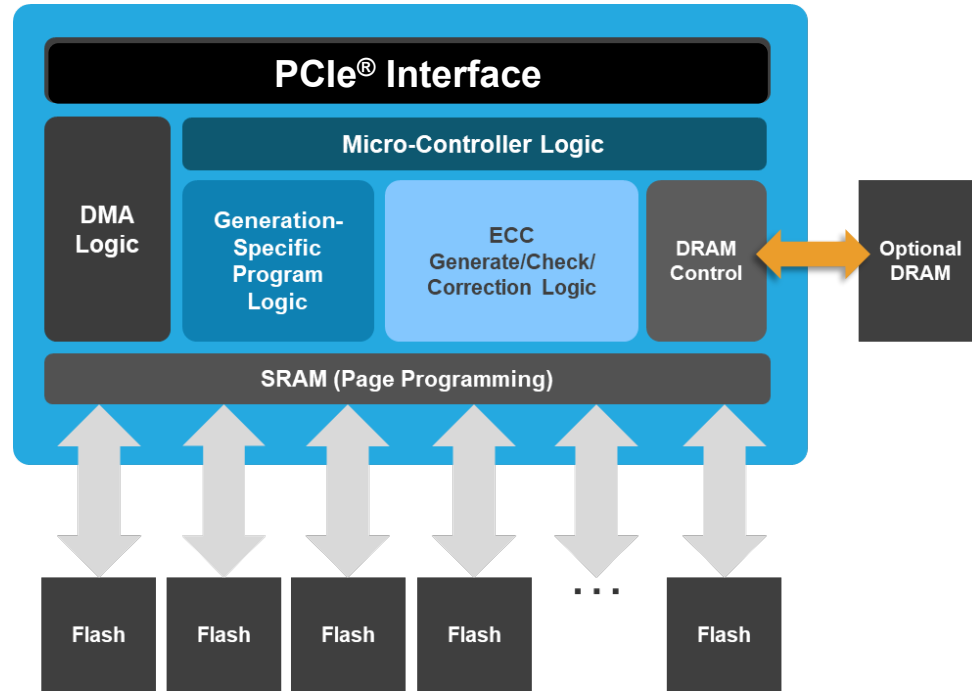 PCIe® Interface
Micro-Controller Logic
DMA
Logic
Generation-
Specific
Program
Logic
ECC
Generate/Check/
Correction Logic
DRAM
Control
Optional
DRAM
SRAM (Page Programming)
Flash
Flash
Flash
Flash
...
Flash